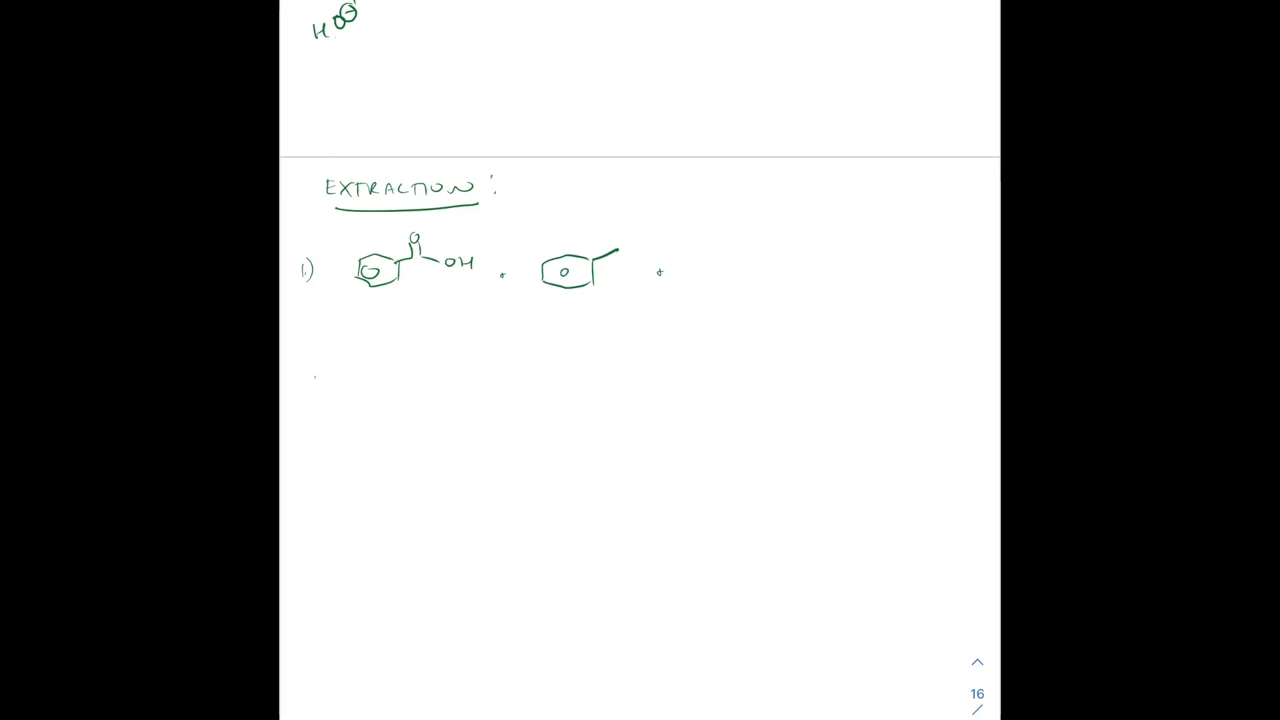 HO⊖
EXTRACTION :
1.) O OH + +
16